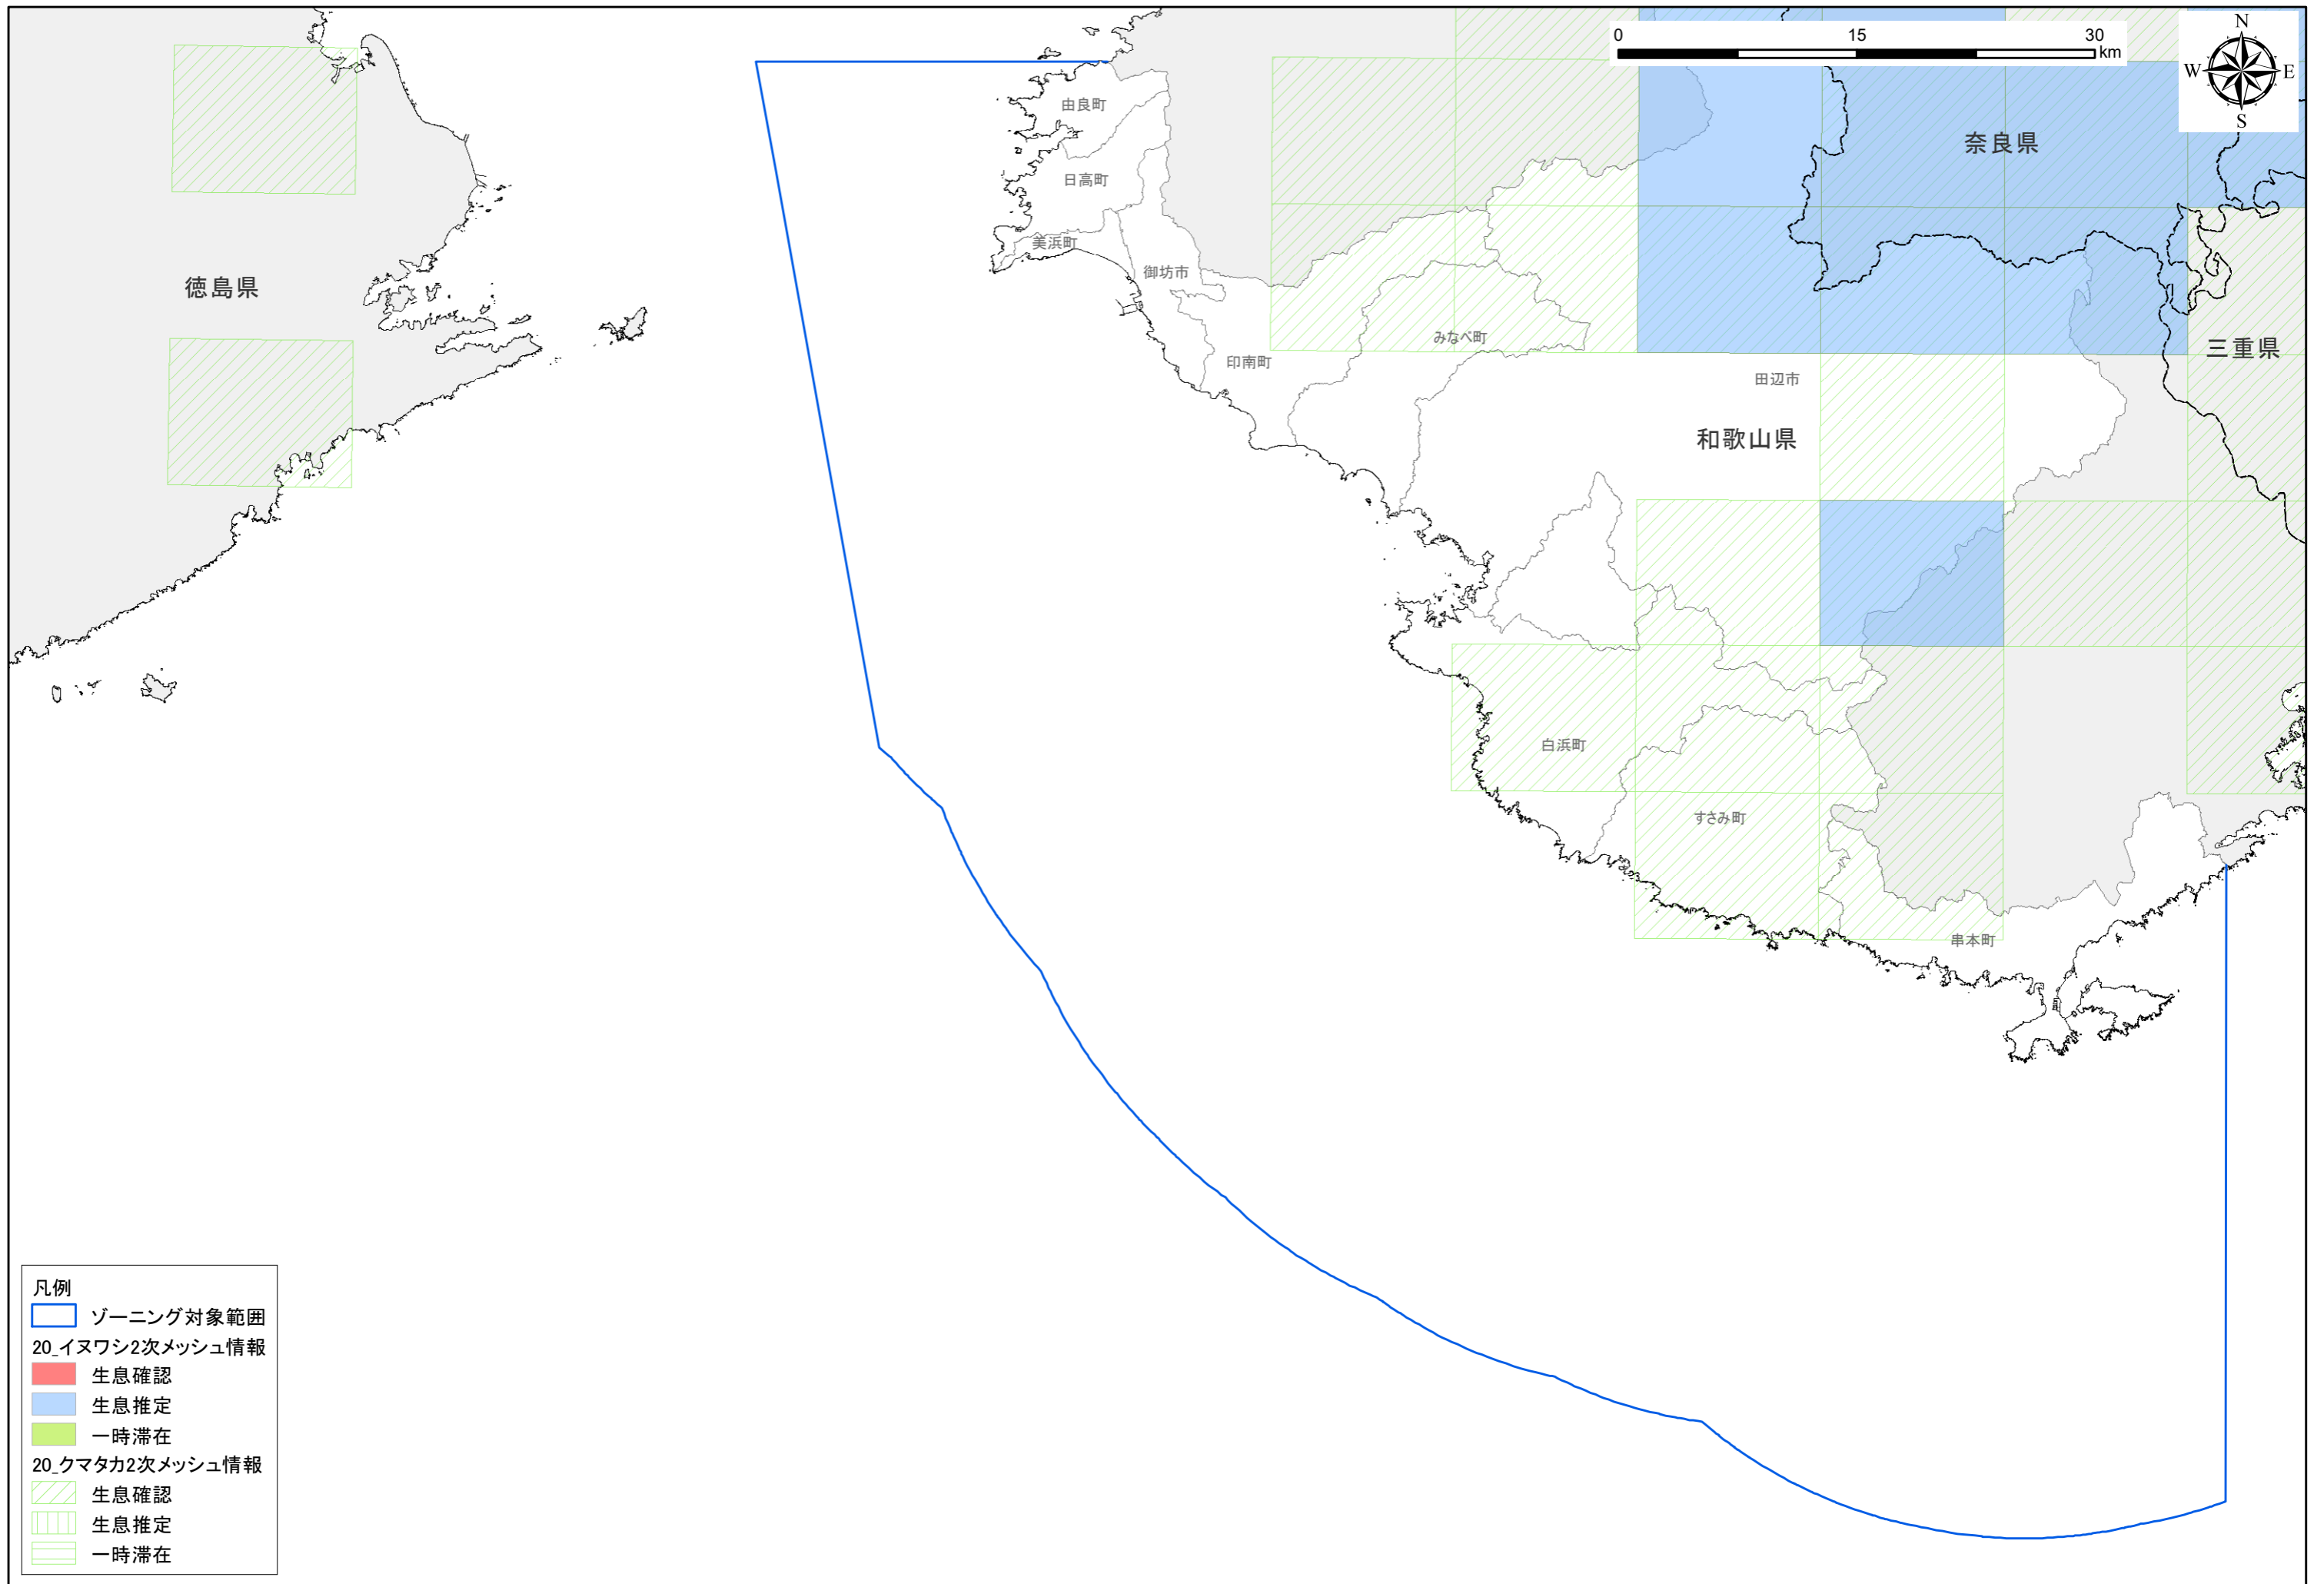 0 15 30
km
N
W E
S
由良町
奈良県
日高町
美浜町
御坊市
徳島県
みなべ町
三重県
印南町
田辺市
和歌山県
白浜町
すさみ町
串本町
凡例
ゾーニング対象範囲
20_イヌワシ2次メッシュ情報
生息確認
生息推定
一時滞在
20_クマタカ2次メッシュ情報
生息確認
生息推定
一時滞在